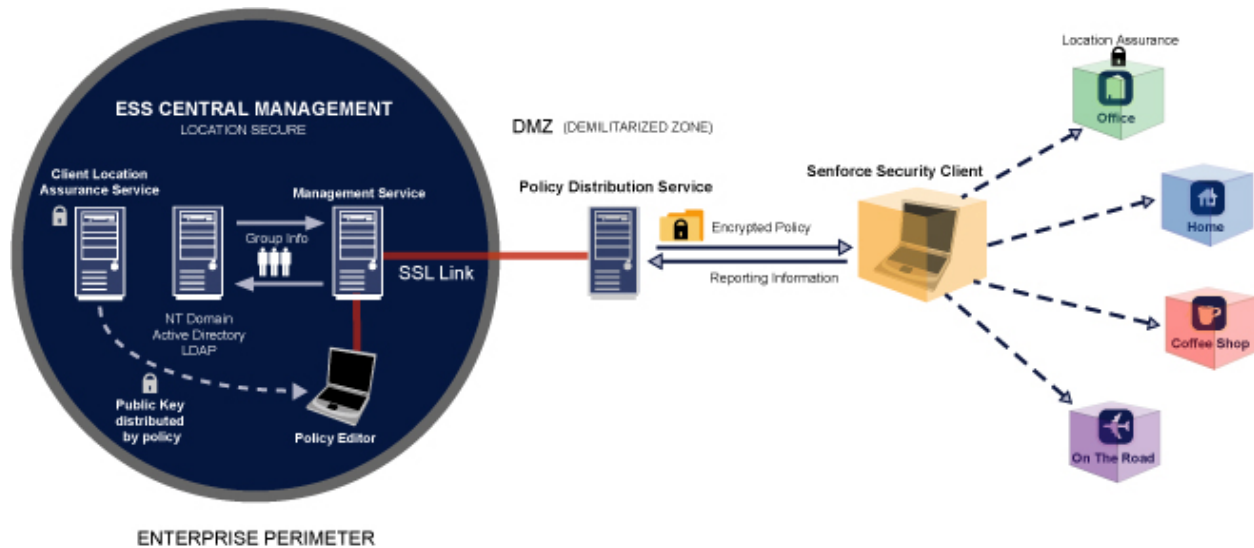 ESS CENTRAL MANAGEMENT
LOCATION SECURE
Client Location
Assurance Service
Management Service
Group Info
NT Domain
Active Directory
LDAP
Public Key
distributed
by policy
Policy Editor
SSL Link
ENTERPRISE PERIMETER
DMZ (DEMILITARIZED ZONE)
Policy Distribution Service
Encrypted Policy
Reporting Information
Senforce Security Client
Location Assurance
Office
Home
Coffee Shop
On The Road